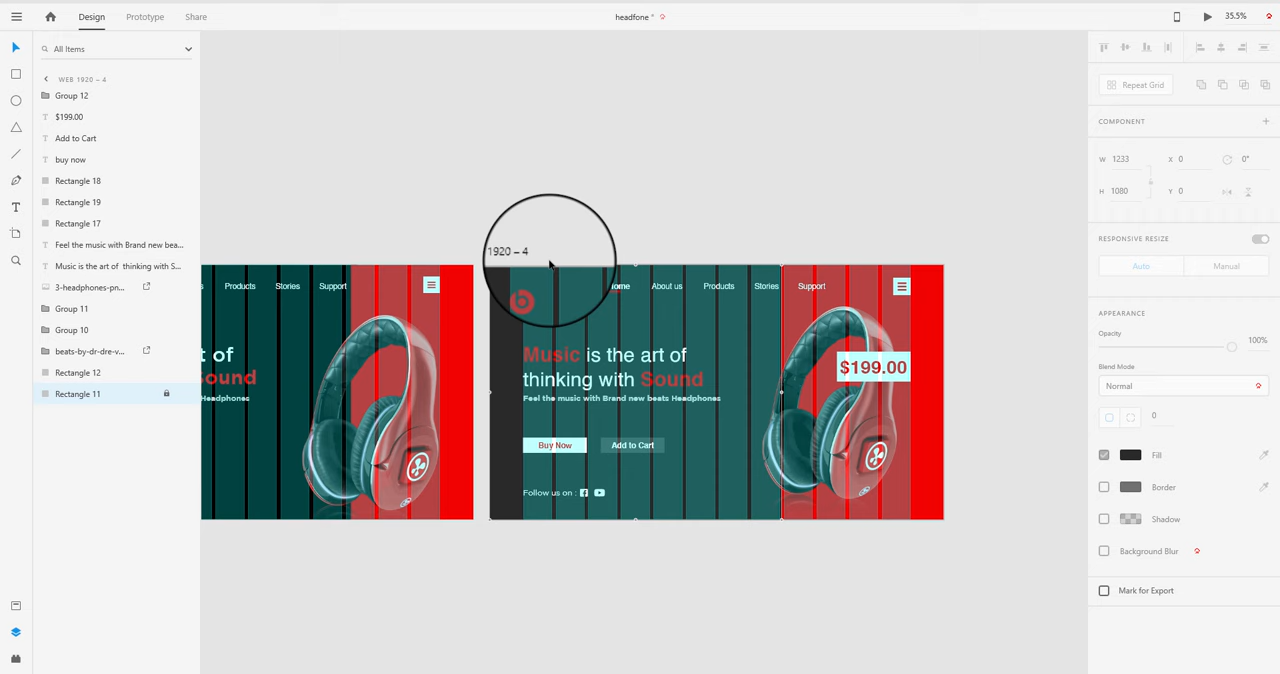 Design
Prototype
Share
headfone *
35.5%
All Items
WEB 1920 – 4
Group 12
$199.00
Add to Cart
buy now
Rectangle 18
Rectangle 19
Rectangle 17
Feel the music with Brand new bea...
Music is the art of thinking with S...
3-headphones-pn...
Group 11
Group 10
beats-by-dr-dre-v...
Rectangle 12
Rectangle 11
s
Products
Stories
Support
t of
Sound
Headphones
1920 – 4
ome
About us
Products
Stories
Support
Music is the art of
thinking with Sound
Feel the music with Brand new beats Headphones
$199.00
Buy Now
Add to Cart
Follow us on :
Repeat Grid
COMPONENT
W 1233
X 0
0°
H 1080
Y 0
RESPONSIVE RESIZE
Auto
Manual
APPEARANCE
Opacity
100%
Blend Mode
Normal
0
Fill
Border
Shadow
Background Blur
Mark for Export